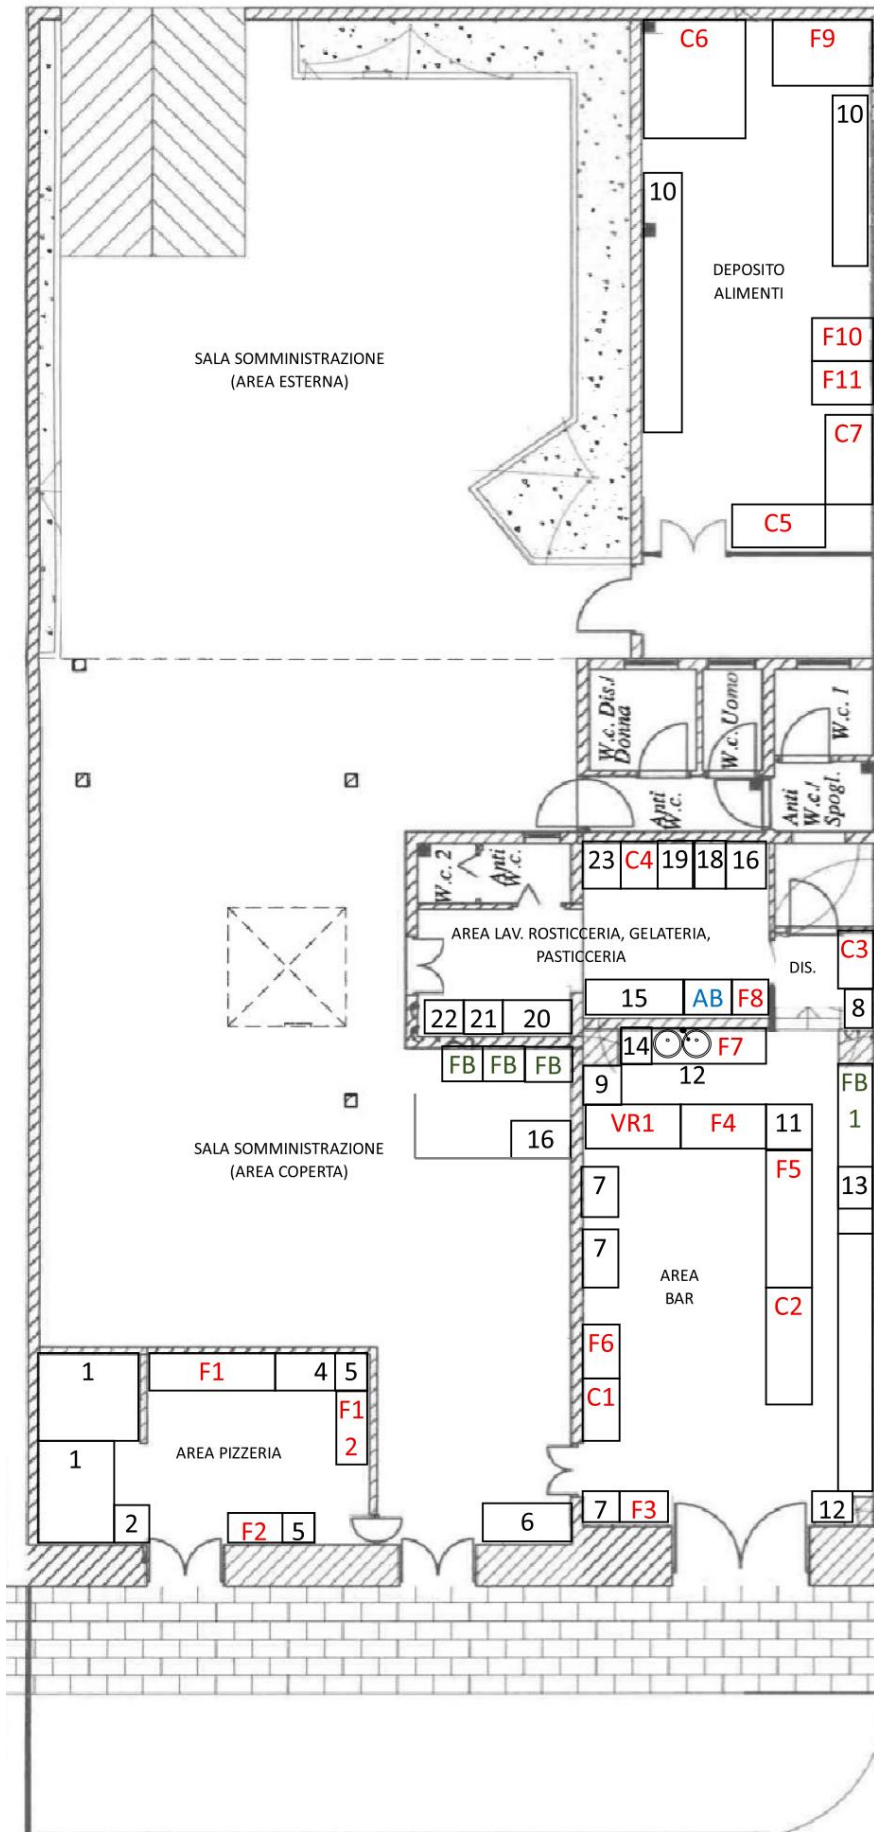 C6
F9
10
10
DEPOSITO
ALIMENTI
SALA SOMMINISTRAZIONE
(AREA ESTERNA)
F10
F11
C7
C5
W.c. Dis./
Donna
W.c. Uomo
W.c. 1
Anti
W.c.
Anti
W.c./
Spogl.
W.c. 2
Anti
W.c.
23
C4
19
18
16
AREA LAV. ROSTICCERIA, GELATERIA,
PASTICCERIA
DIS.
C3
15
AB
F8
8
22
21
20
14
F7
FB
FB
FB
12
9
FB
1
VR1
F4
11
16
SALA SOMMINISTRAZIONE
(AREA COPERTA)
F5
13
7
7
AREA
BAR
C2
F6
C1
1
F1
4
5
F1
2
1
AREA PIZZERIA
2
F2
5
6
7
F3
12